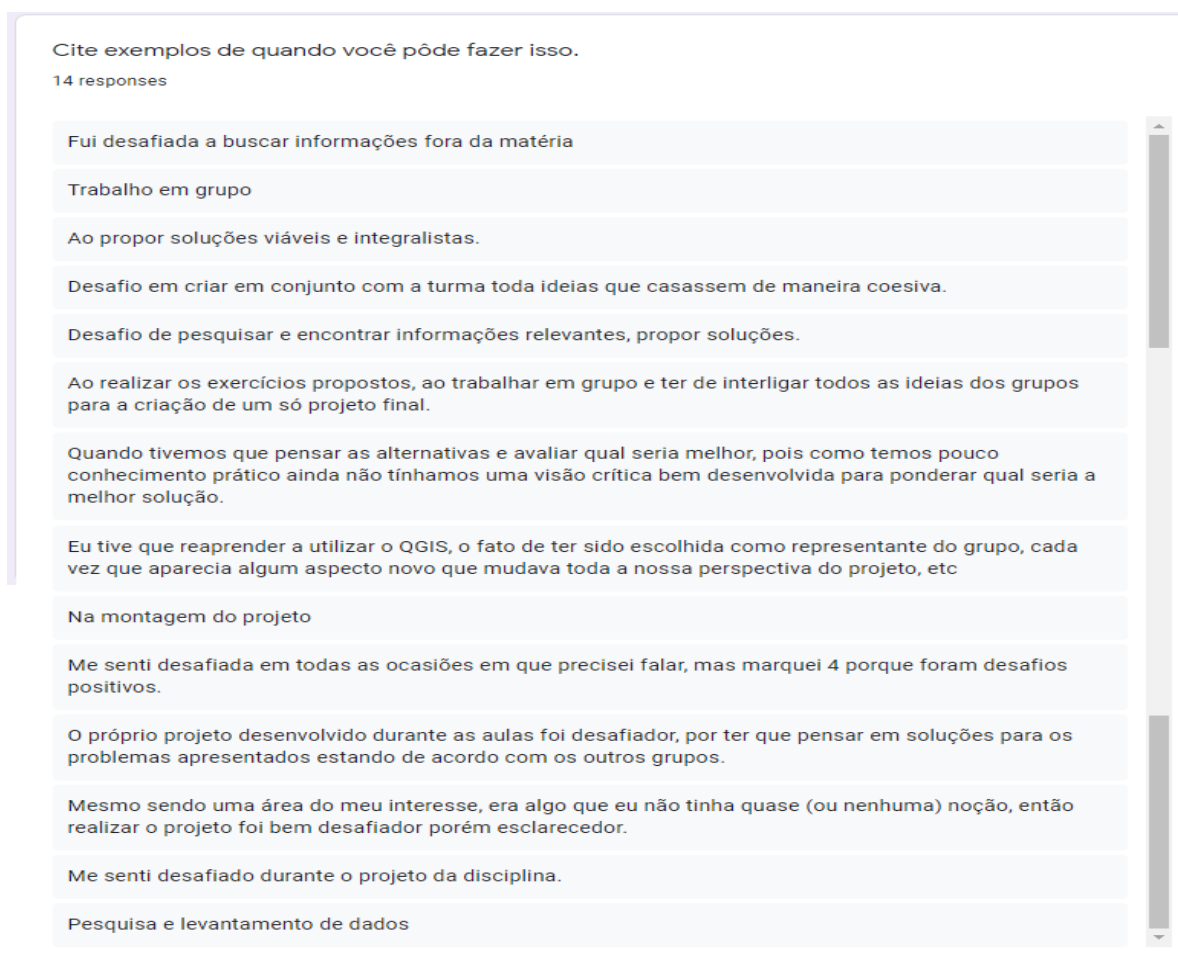 Cite exemplos de quando você pôde fazer isso.
14 responses
Fui desafiada a buscar informações fora da matéria
Trabalho em grupo
Ao propor soluções viáveis e integralistas.
Desafio em criar em conjunto com a turma toda ideias que casassem de maneira coesiva.
Desafio de pesquisar e encontrar informações relevantes, propor soluções.
Ao realizar os exercícios propostos, ao trabalhar em grupo e ter de interligar todos as ideias dos grupos
para a criação de um só projeto final.
Quando tivemos que pensar as alternativas e avaliar qual seria melhor, pois como temos pouco
conhecimento prático ainda não tínhamos uma visão crítica bem desenvolvida para ponderar qual seria a
melhor solução.
Eu tive que reaprender a utilizar o QGIS, o fato de ter sido escolhida como representante do grupo, cada
vez que aparecia algum aspecto novo que mudava toda a nossa perspectiva do projeto, etc
Na montagem do projeto
Me senti desafiada em todas as ocasiões em que precisei falar, mas marquei 4 porque foram desafios
positivos.
O próprio projeto desenvolvido durante as aulas foi desafiador, por ter que pensar em soluções para os
problemas apresentados estando de acordo com os outros grupos.
Mesmo sendo uma área do meu interesse, era algo que eu não tinha quase (ou nenhuma) noção, então
realizar o projeto foi bem desafiador porém esclarecedor.
Me senti desafiado durante o projeto da disciplina.
Pesquisa e levantamento de dados